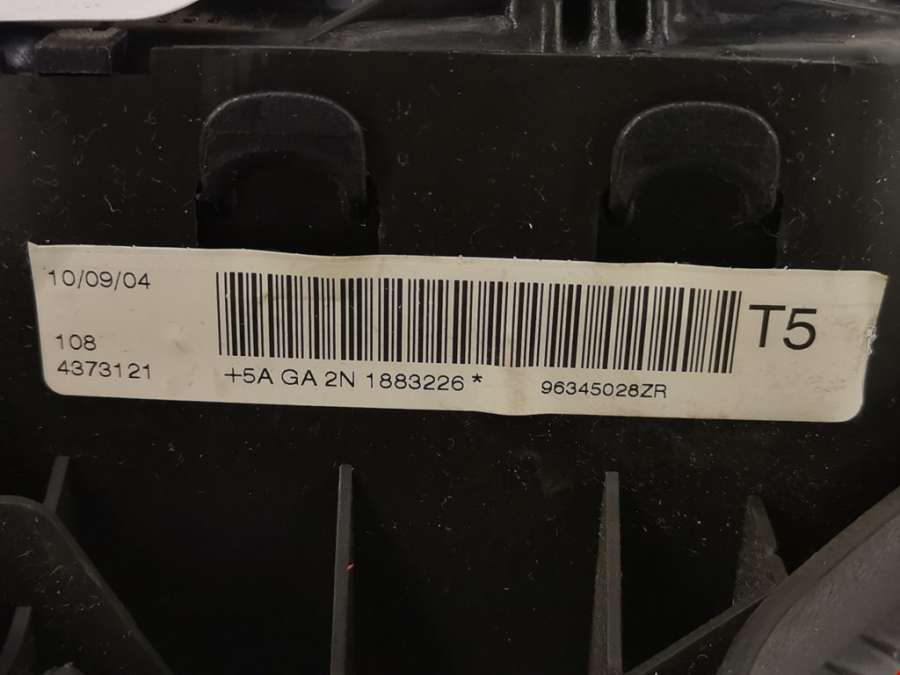 10/09/04
108
4373121
+5A GA 2N 1883226 *
96345028ZR
T5